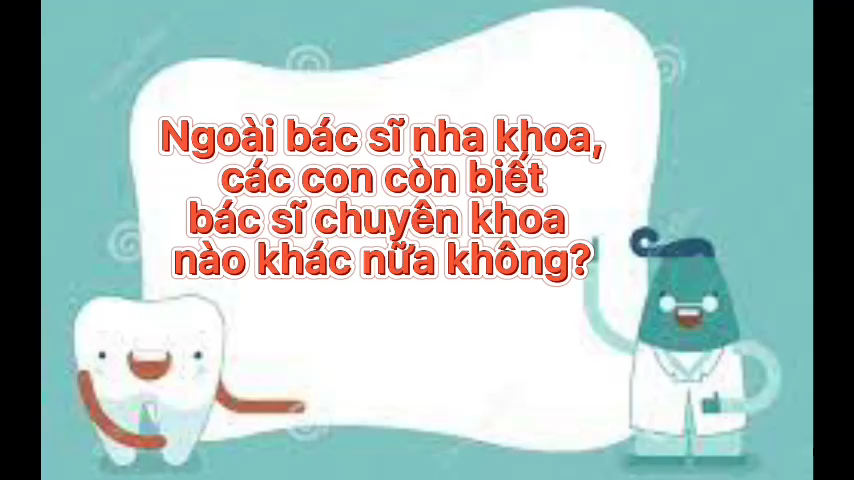 Ngoài bác sĩ nha khoa,
các con còn biết
bác sĩ chuyên khoa
nào khác nữa không?